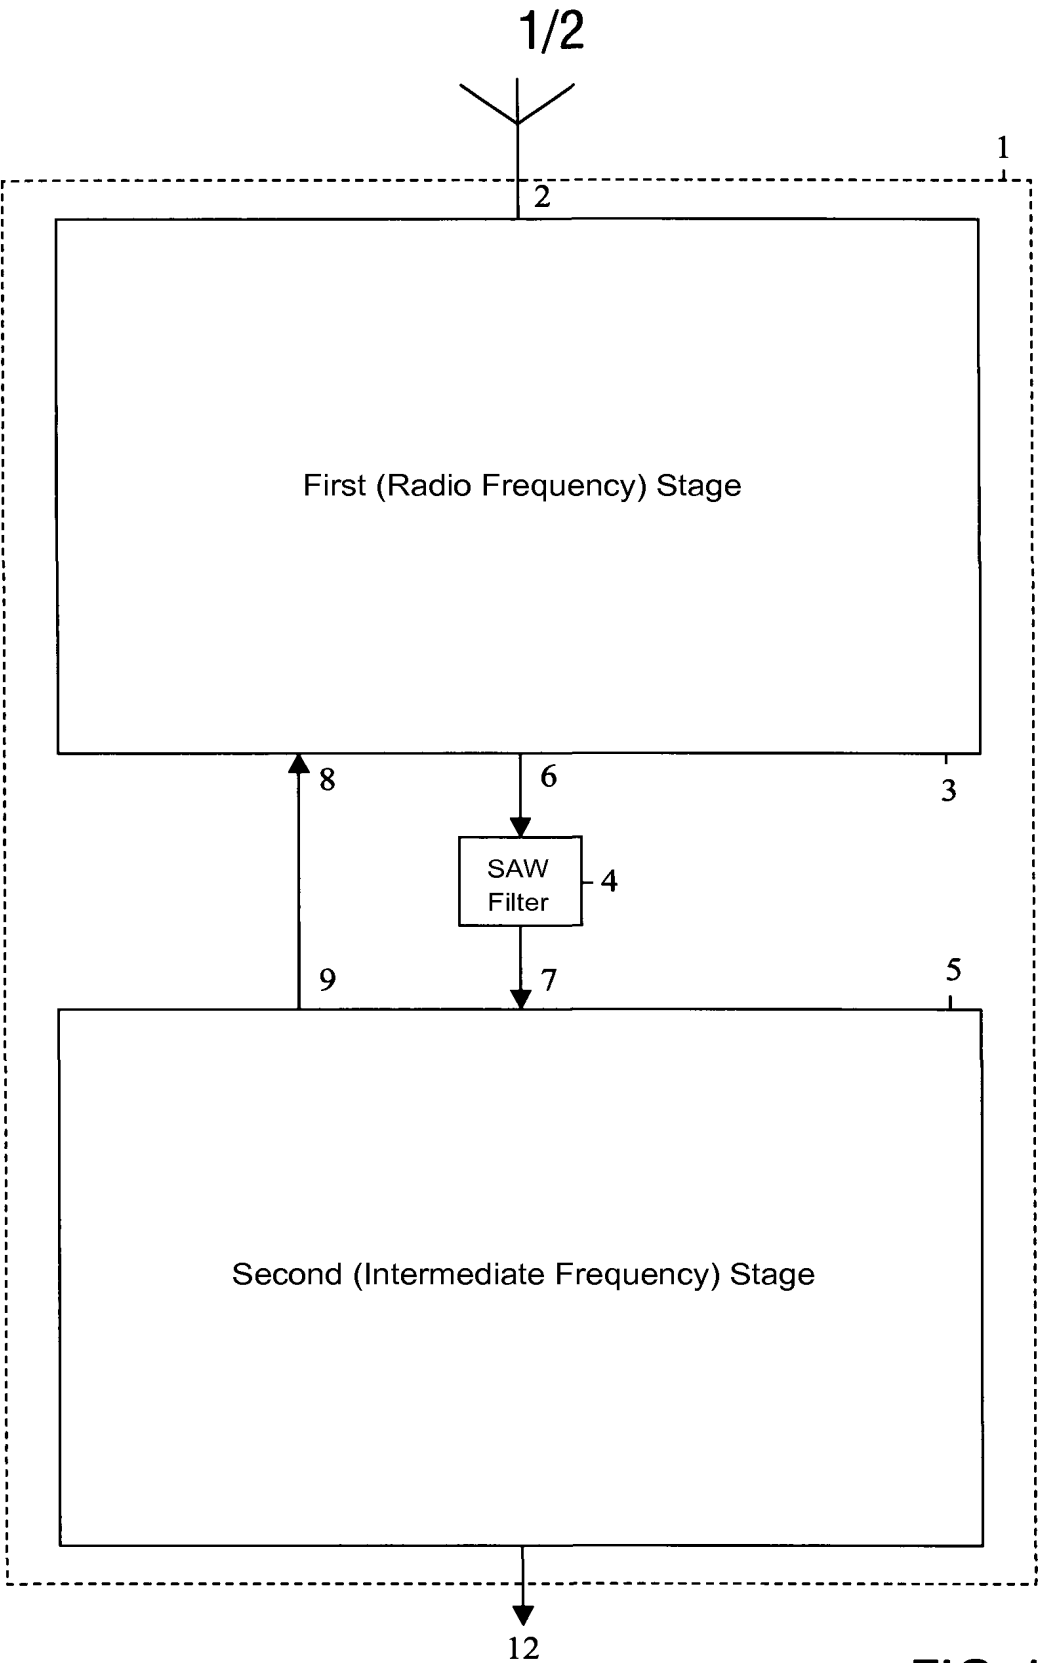 1/2
1
2
First (Radio Frequency) Stage
8
6
3
SAW
Filter
4
9
7
5
Second (Intermediate Frequency) Stage
12